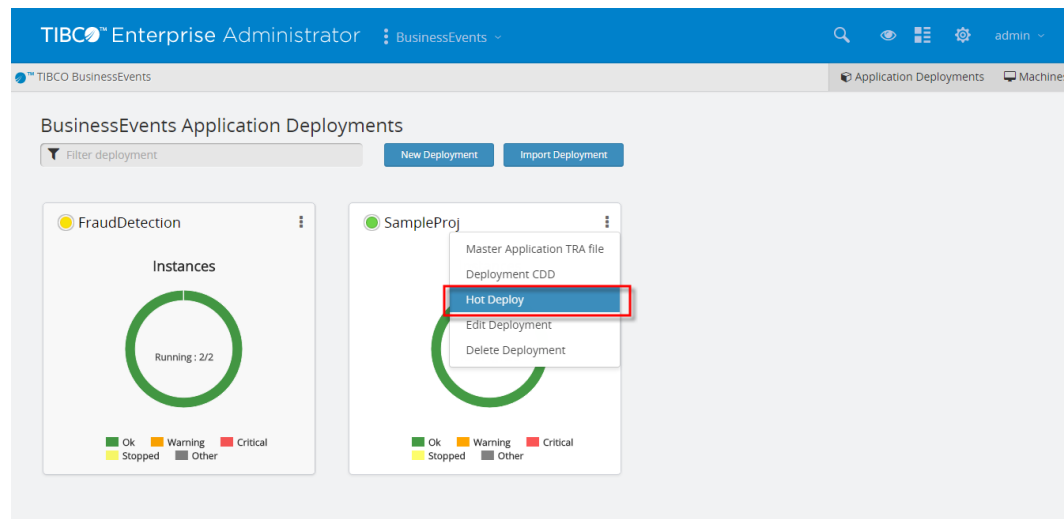 TIBCO™ Enterprise Administrator BusinessEvents admin
™ TIBCO BusinessEvents Application Deployments Machines
BusinessEvents Application Deployments
Filter deployment New Deployment Import Deployment
FraudDetection
Instances
Running : 2/2
Ok Warning Critical
Stopped Other
SampleProj
Master Application TRA file
Deployment CDD
Hot Deploy
Edit Deployment
Delete Deployment
Ok Warning Critical
Stopped Other